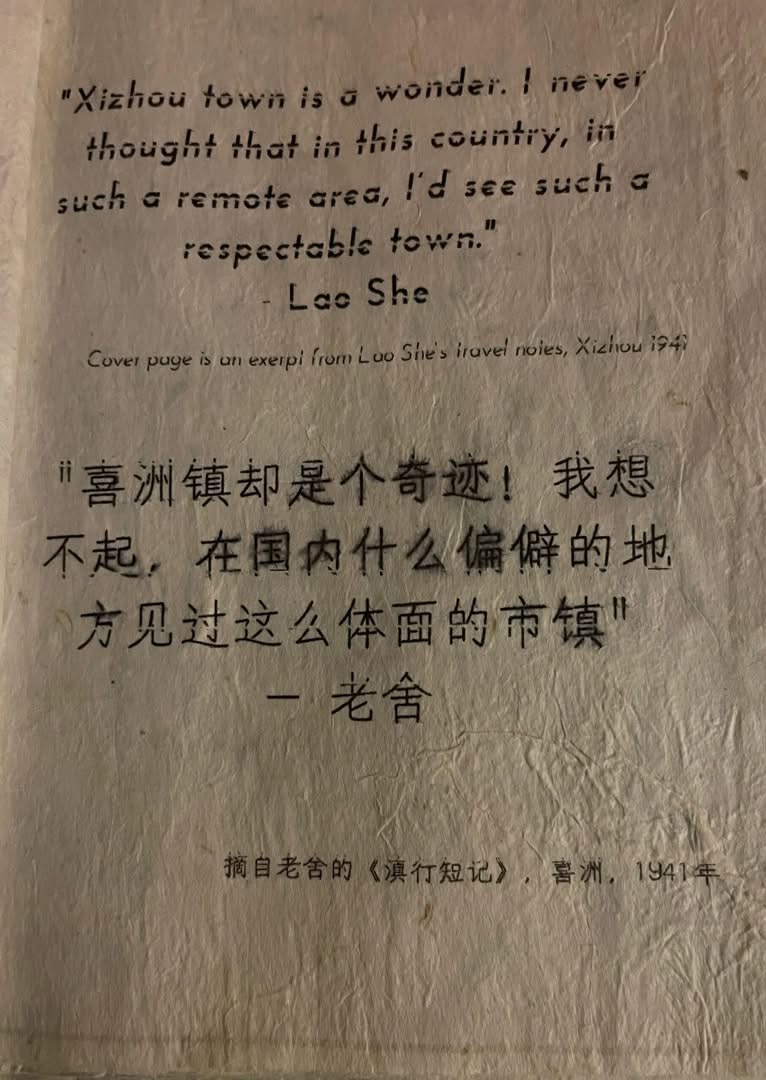 "Xizhou town is a wonder. I never
thought that in this country, in
such a remote area, I'd see such a
respectable town."
- Lao She
Cover page is an exerpt from Lao She's travel notes, Xizhou 1941
"喜洲镇却是个奇迹！我想
不起，在国内什么偏僻的地
方见过这么体面的市镇"
— 老舍
摘自老舍的《滇行短记》，喜洲，1941年